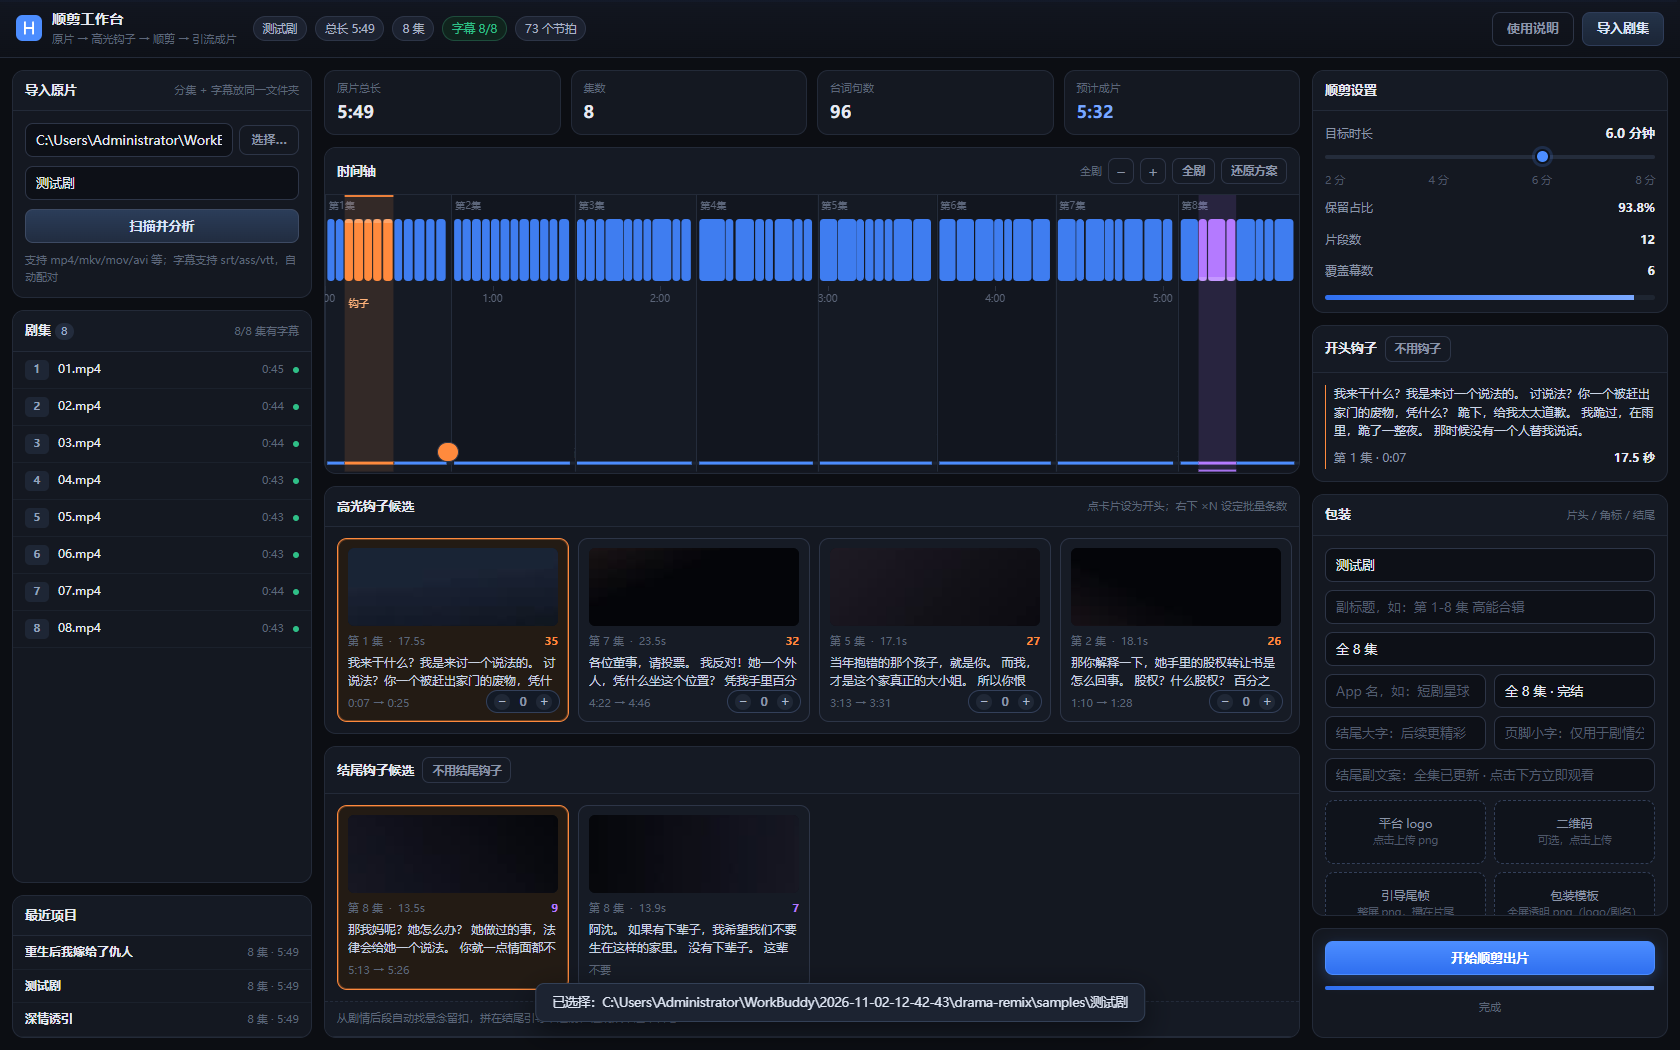 H
顺剪工作台
原片 → 高光钩子 → 顺剪 → 引流成片
测试剧
总长 5:49
8 集
字幕 8/8
73 个节拍
使用说明
导入剧集
导入原片
分集 + 字幕放同一文件夹
C:\Users\Administrator\WorkE
选择...
测试剧
扫描并分析
支持 mp4/mkv/mov/avi 等；字幕支持 srt/ass/vtt，自
动配对
剧集 8
8/8 集有字幕
1 01.mp4 0:45
2 02.mp4 0:44
3 03.mp4 0:44
4 04.mp4 0:43
5 05.mp4 0:43
6 06.mp4 0:43
7 07.mp4 0:44
8 08.mp4 0:43
最近项目
重生后我嫁给了仇人 8 集 · 5:49
测试剧 8 集 · 5:49
深情诱引 8 集 · 5:49
原片总长
5:49
集数
8
台词句数
96
预计成片
5:32
时间轴
全剧
−
+
全剧
还原方案
第1集
第2集
第3集
第4集
第5集
第6集
第7集
第8集
00
1:00
2:00
3:00
4:00
5:00
钩子
高光钩子候选
点卡片设为开头；右下 ×N 设定批量条数
第 1 集 · 17.5s 35
我来干什么？我是来讨一个说法的。 讨
说法？你一个被赶出家门的废物，凭什
0:07 → 0:25
− 0 +
第 7 集 · 23.5s 32
各位董事，请投票。 我反对！她一个外
人，凭什么坐这个位置？ 凭我手里百分
4:22 → 4:46
− 0 +
第 5 集 · 17.1s 27
当年抱错的那个孩子，就是你。 而我，
才是这个家真正的大小姐。 所以你恨
3:13 → 3:31
− 0 +
第 2 集 · 18.1s 26
那你解释一下，她手里的股权转让书是
怎么回事。 股权？什么股权？ 百分之
1:10 → 1:28
− 0 +
结尾钩子候选
不用结尾钩子
第 8 集 · 13.5s 9
那我妈呢？她怎么办？ 她做过的事，法
律会给她一个说法。 你就一点情面都不
5:13 → 5:26
第 8 集 · 13.9s 7
阿沈。 如果有下辈子，我希望我们不要
生在这样的家里。 没有下辈子。 这辈
不要
从剧情后段自动找悬念留扣，拼在结尾引
已选择：C:\Users\Administrator\WorkBuddy\2026-11-02-12-42-43\drama-remix\samples\测试剧
顺剪设置
目标时长 6.0 分钟
2 分
4 分
6 分
8 分
保留占比 93.8%
片段数 12
覆盖幕数 6
开头钩子
不用钩子
我来干什么？我是来讨一个说法的。 讨说法？你一个被赶出
家门的废物，凭什么？ 跪下，给我太太道歉。 我跪过，在雨
里，跪了一整夜。 那时候没有一个人替我说话。
第 1 集 · 0:07 17.5 秒
包装
片头 / 角标 / 结尾
测试剧
副标题，如：第 1-8 集 高能合辑
全 8 集
App 名，如：短剧星球
全 8 集 · 完结
结尾大字：后续更精彩
页脚小字：仅用于剧情分
结尾副文案：全集已更新 · 点击下方立即观看
平台 logo
点击上传 png
二维码
可选，点击上传
引导尾帧
整屏 png，拼在片尾
包装模板
全屏透明 png（logo/剧名）
开始顺剪出片
完成